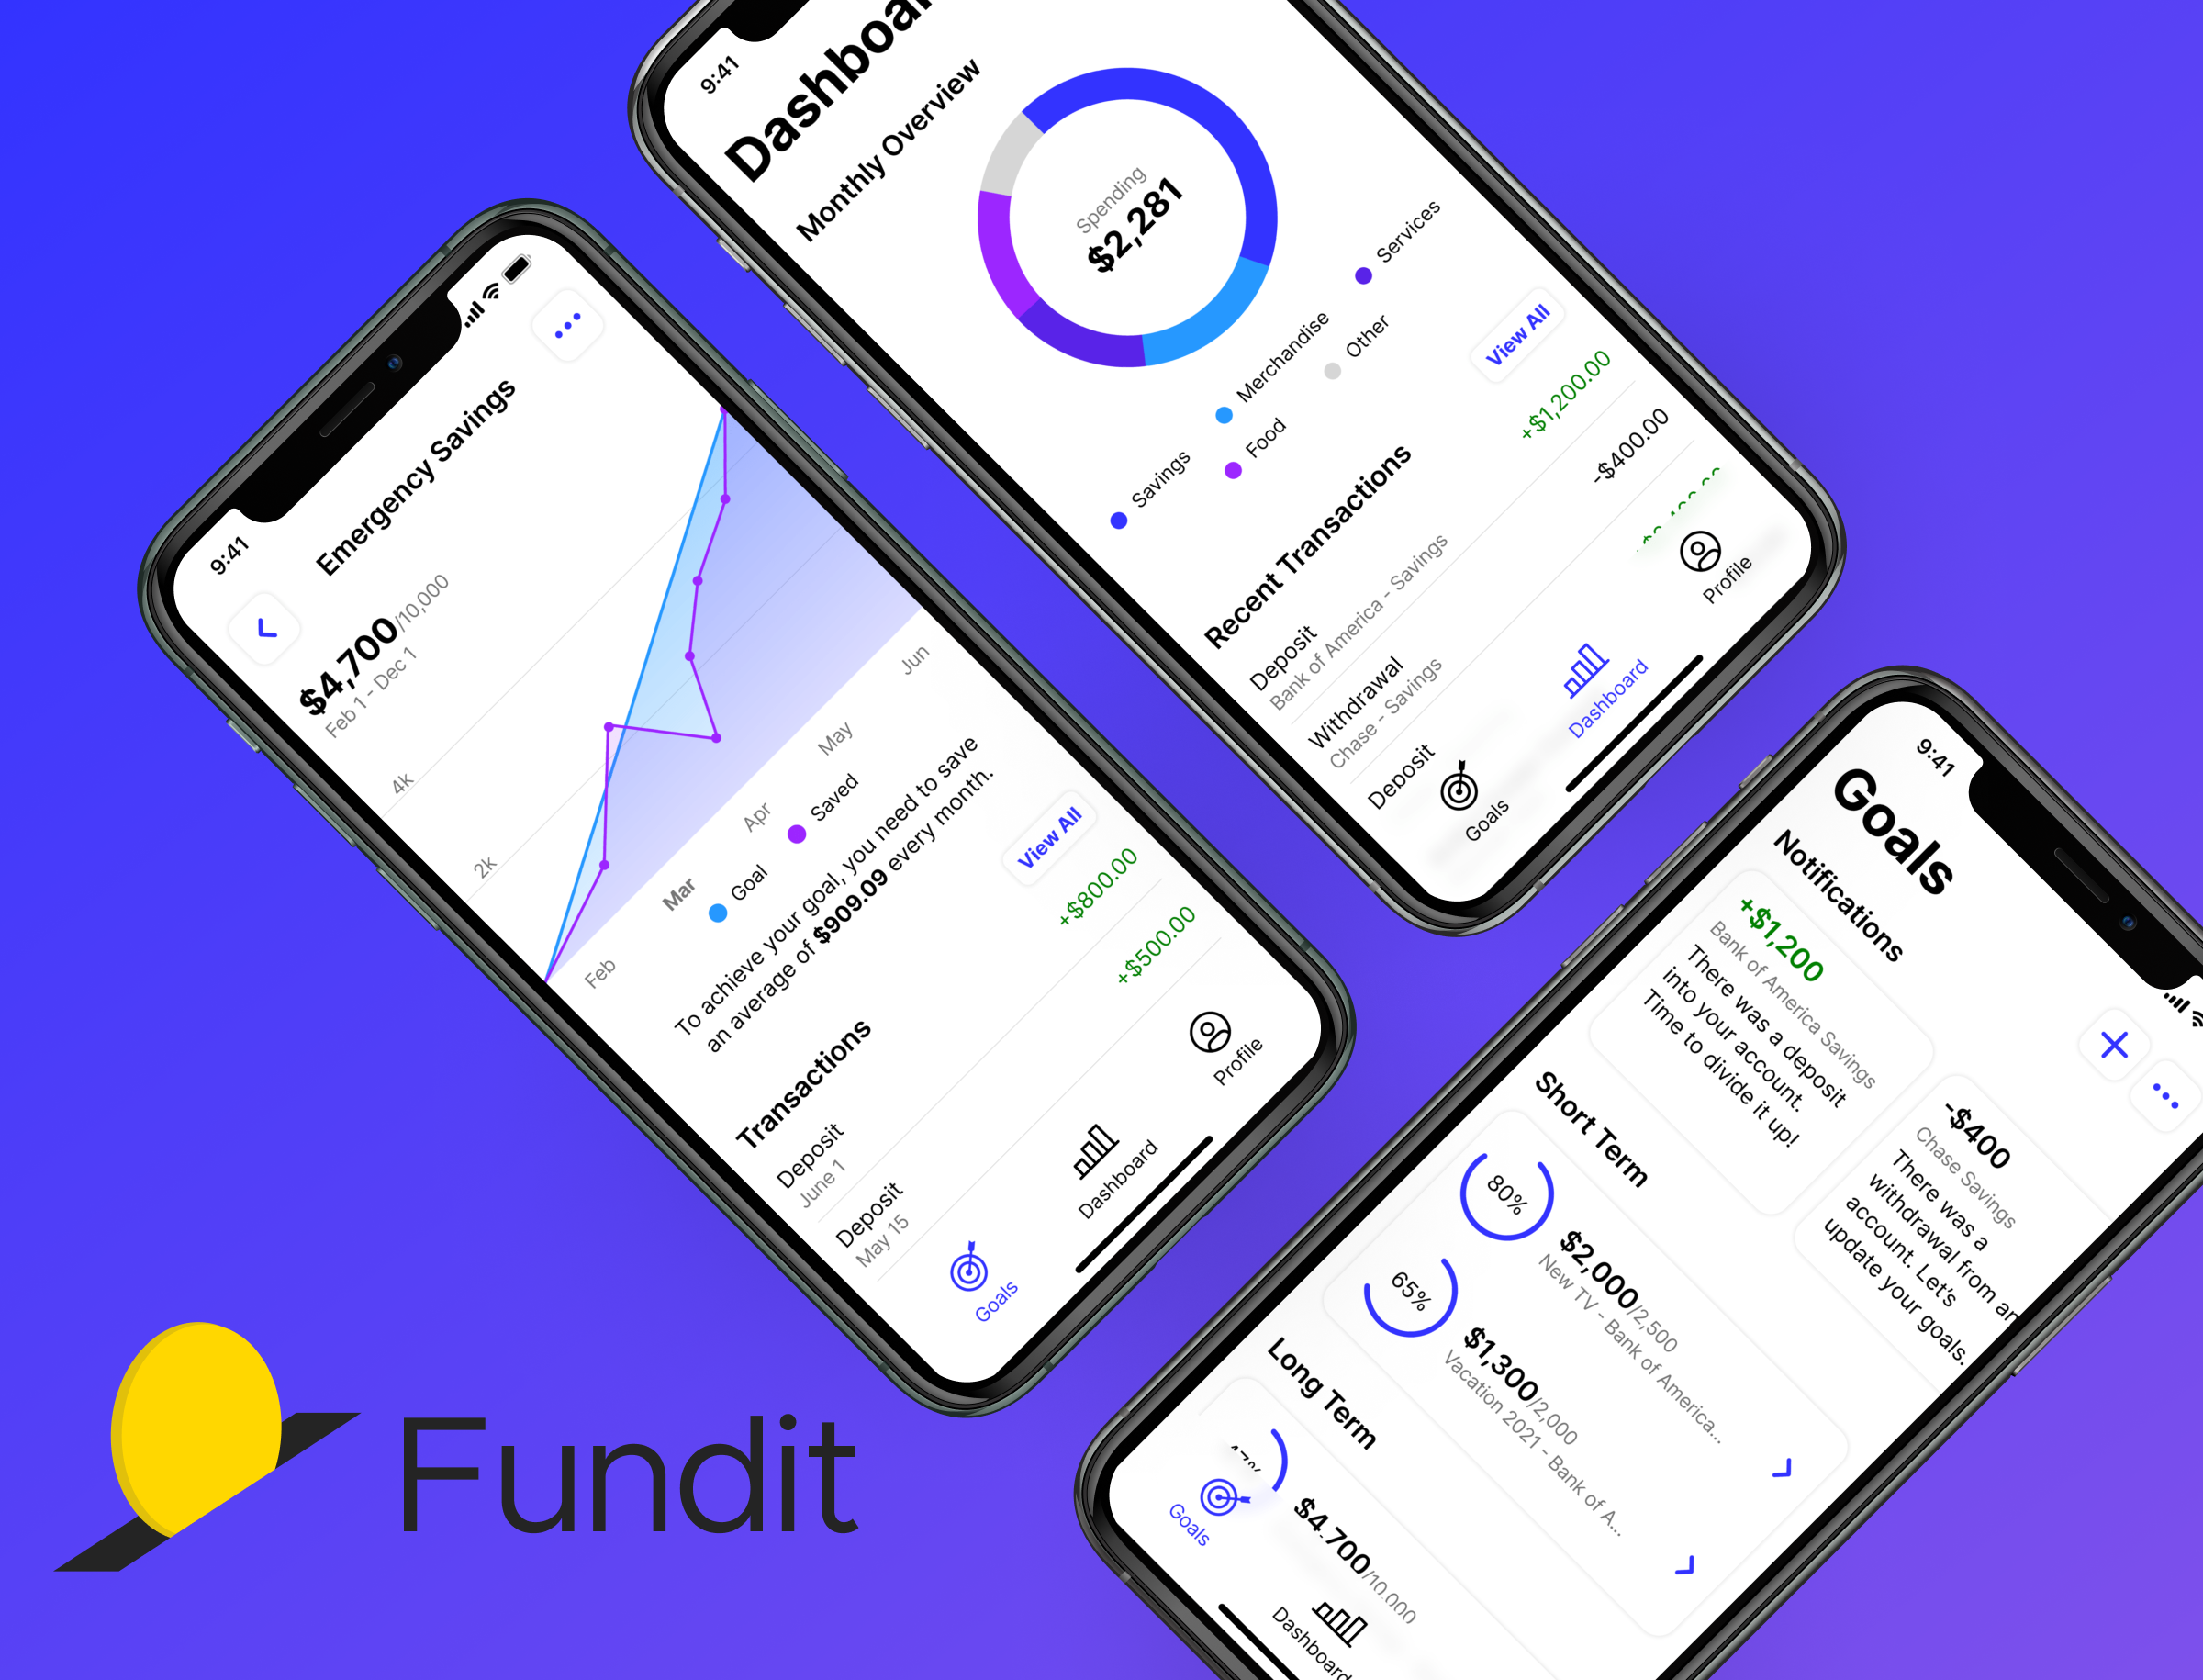 9:41
Emergency Savings
$4,700/10,000
Feb 1 - Dec 1
4k
2k
Feb
Mar
Apr
May
Jun
Goal
Saved
To achieve your goal, you need to save
an average of $909.09 every month.
Transactions
View All
Deposit
June 1
+$800.00
Deposit
May 15
+$500.00
Goals
Dashboard
Profile
9:41
Monthly Overview
Spending
$2,281
Savings
Merchandise
Services
Food
Other
Recent Transactions
View All
Deposit
Bank of America - Savings
+$1,200.00
Withdrawal
Chase - Savings
-$400.00
Deposit
Goals
Dashboard
Profile
9:41
Goals
Notifications
+$1,200
Bank of America Savings
There was a deposit
into your account.
Time to divide it up!
-$400
Chase Savings
There was a
withdrawal from an
account. Let's
update your goals.
Short Term
80%
$2,000/2,500
New TV - Bank of America...
65%
$1,300/2,000
Vacation 2021 - Bank of A...
Long Term
$4,700/10,000
Goals
Dashboard
Fundit